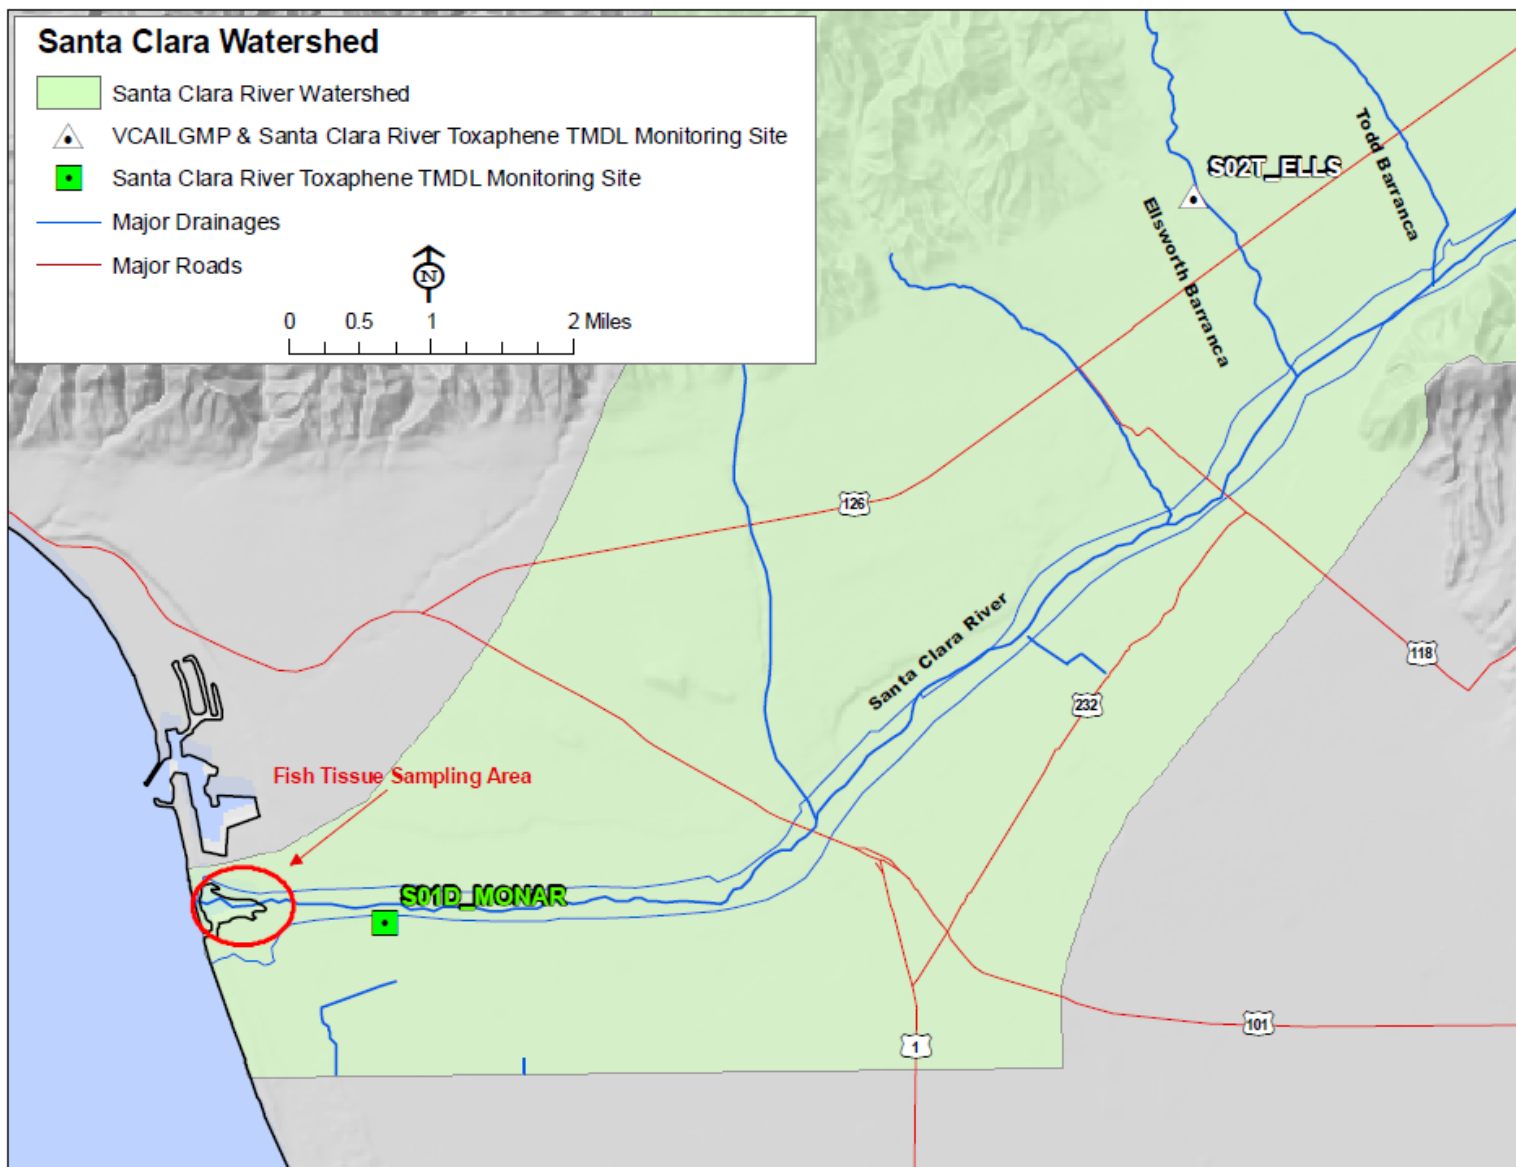 Santa Clara Watershed
Santa Clara River Watershed
VCAILGMP & Santa Clara River Toxaphene TMDL Monitoring Site
Santa Clara River Toxaphene TMDL Monitoring Site
Major Drainages
Major Roads
N
0 0.5 1 2 Miles
Todd Barranca
S02T_ELLS
Ellsworth Barranca
126
Santa Clara River
118
232
Fish Tissue Sampling Area
S01D_MONAR
101
1